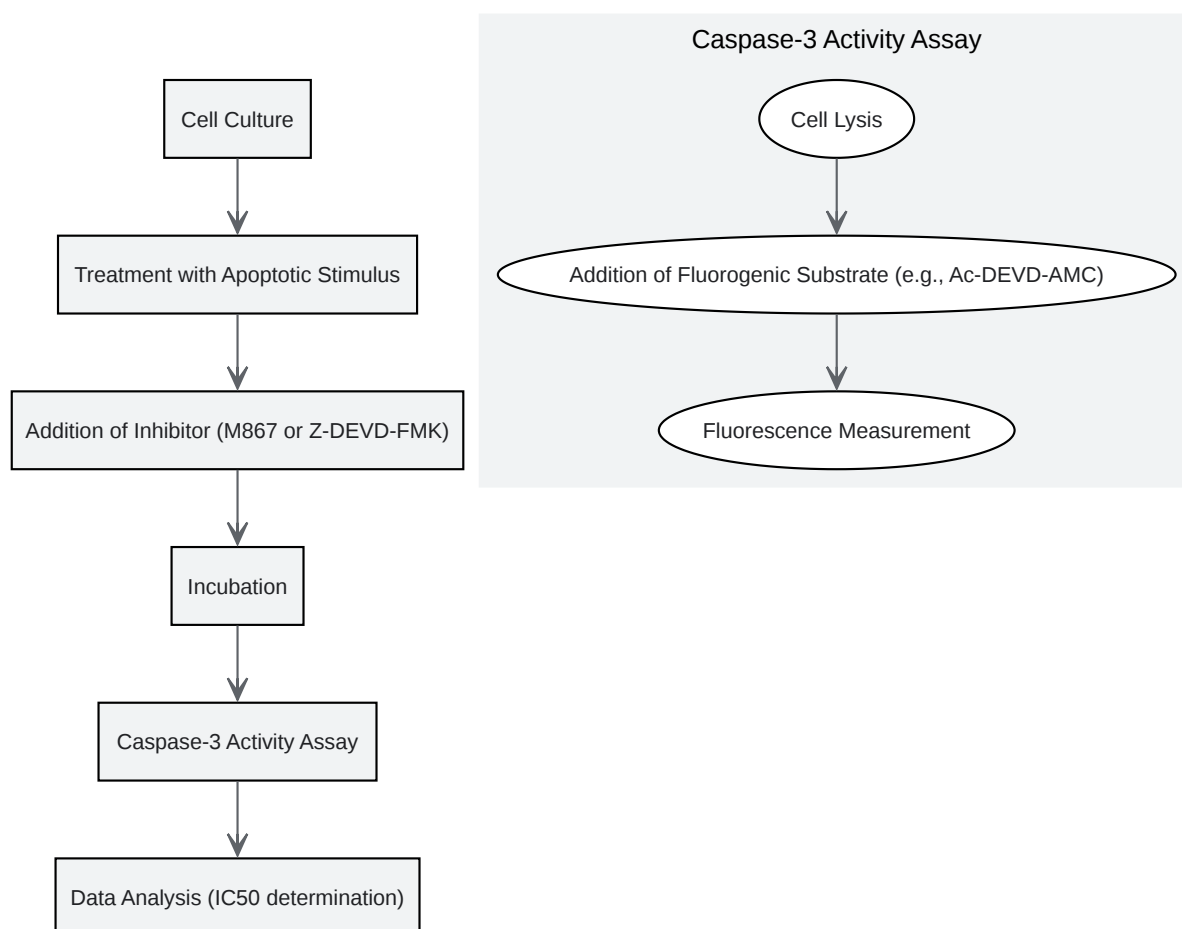 Caspase-3 Activity Assay
Cell Culture
Cell Lysis
Treatment with Apoptotic Stimulus
Addition of Fluorogenic Substrate (e.g., Ac-DEVD-AMC)
Addition of Inhibitor (M867 or Z-DEVD-FMK)
Fluorescence Measurement
Incubation
Caspase-3 Activity Assay
Data Analysis (IC50 determination)